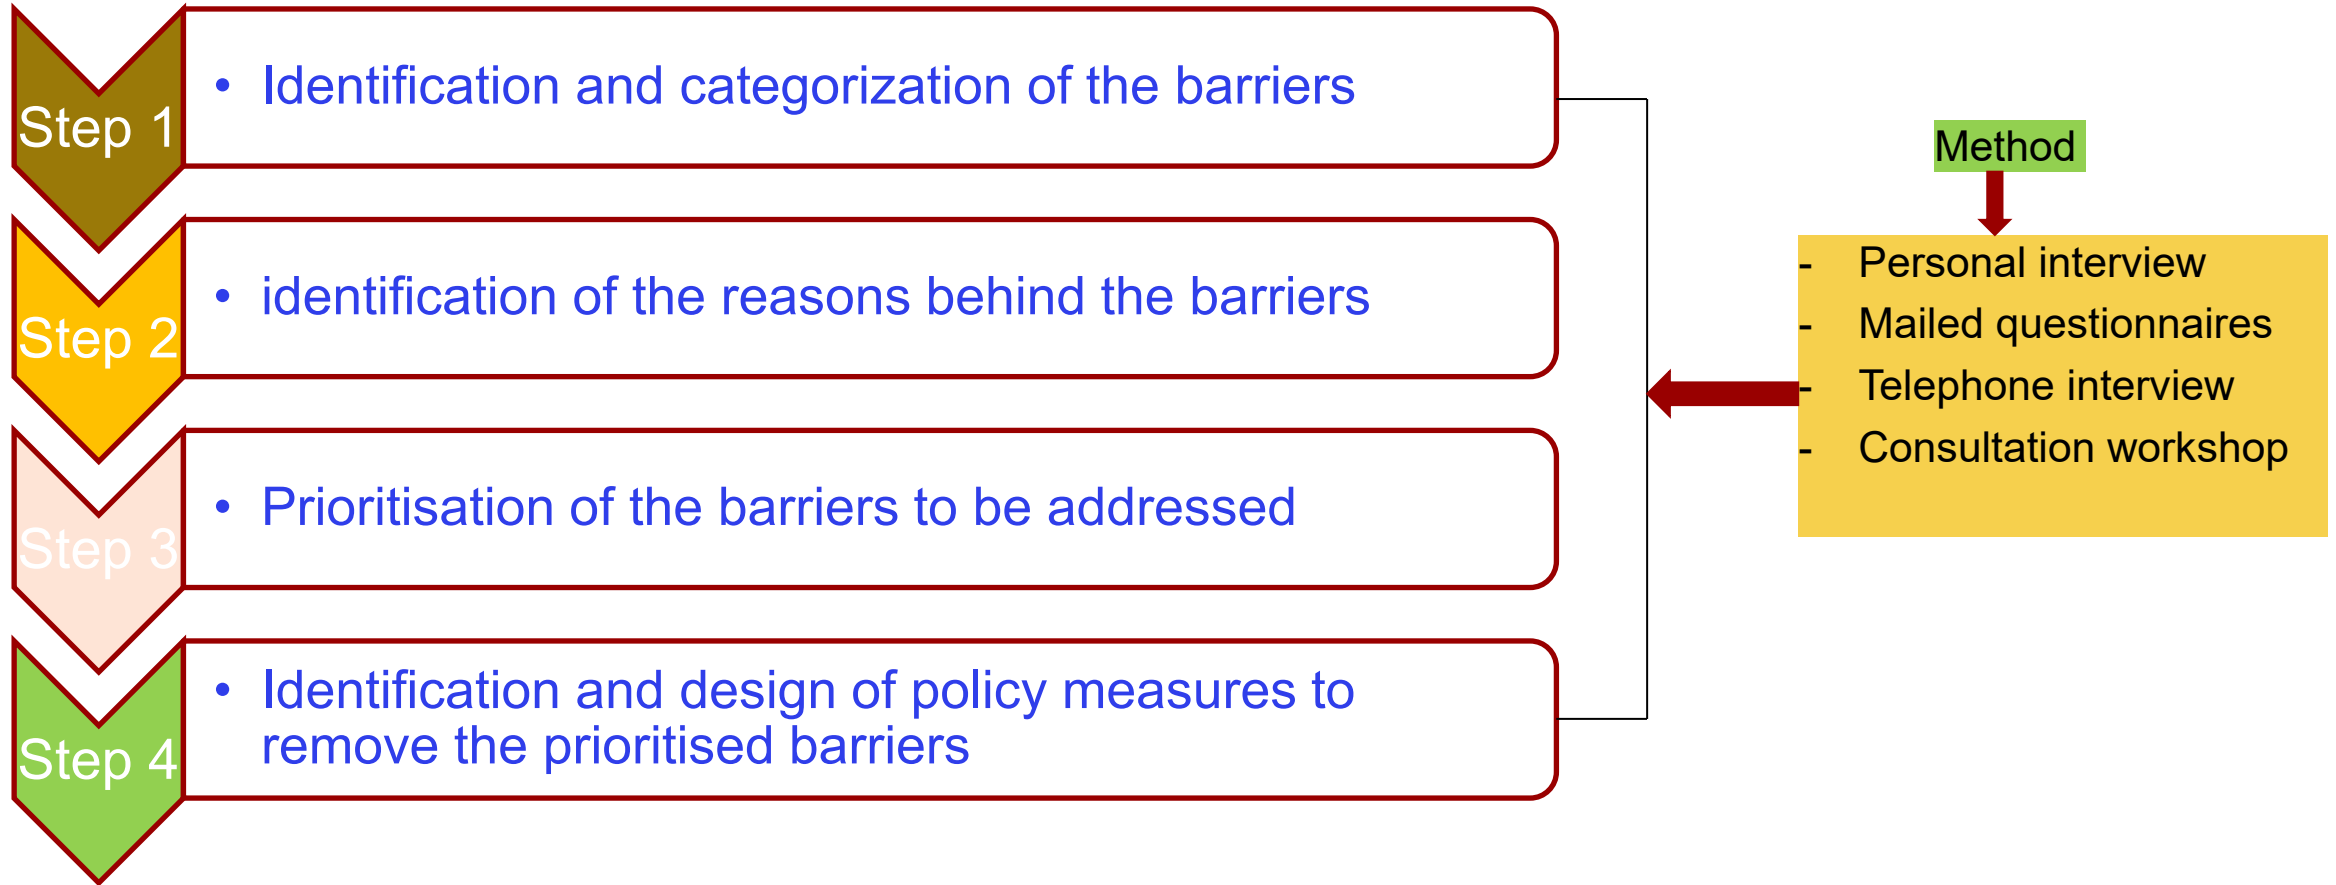 Step 1
• Identification and categorization of the barriers
Step 2
• identification of the reasons behind the barriers
Step 3
• Prioritisation of the barriers to be addressed
Step 4
• Identification and design of policy measures to
remove the prioritised barriers
Method
- Personal interview
- Mailed questionnaires
- Telephone interview
- Consultation workshop